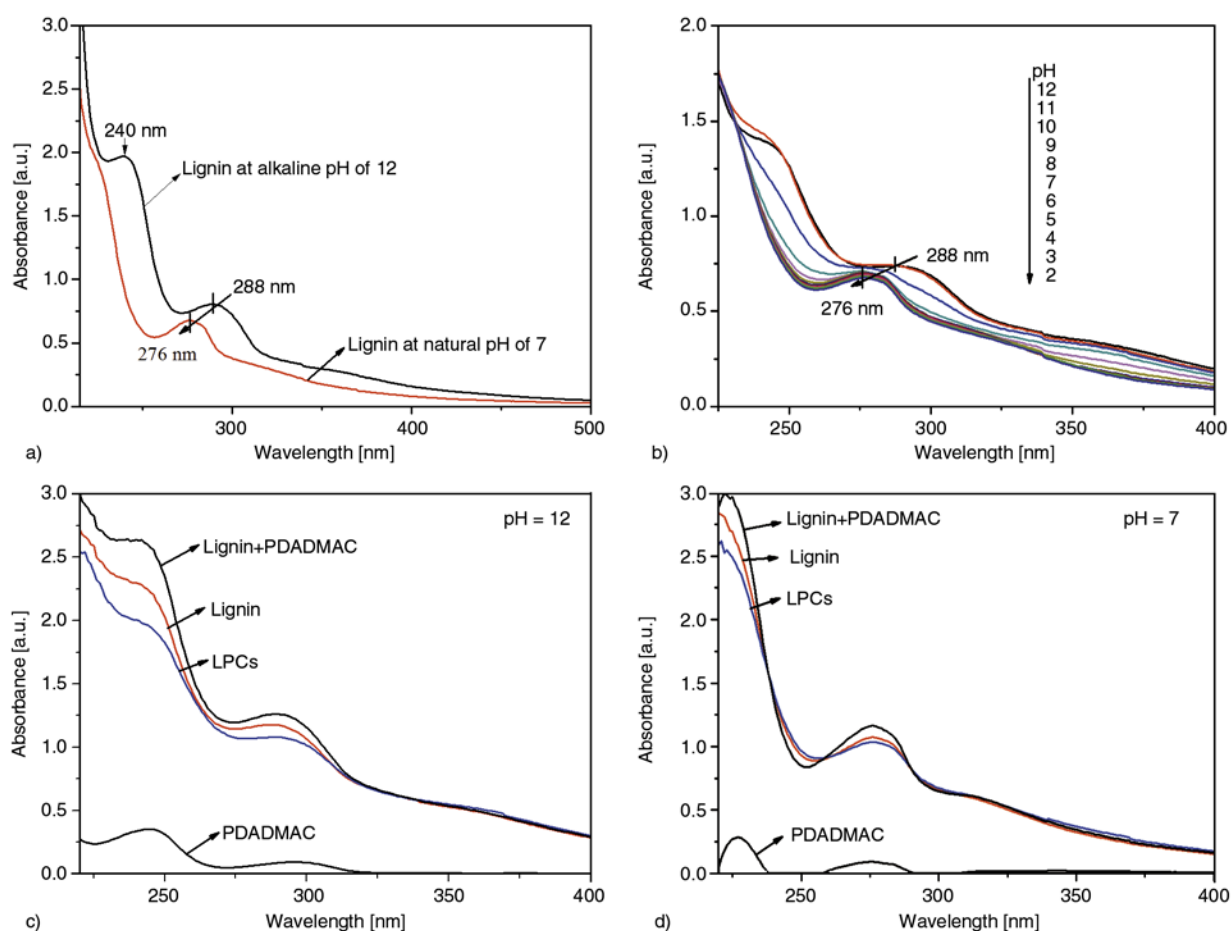 3.0
2.5
2.0
1.5
1.0
0.5
0.0
Absorbance [a.u.]
240 nm
Lignin at alkaline pH of 12
288 nm
276 nm
Lignin at natural pH of 7
300
400
500
Wavelength [nm]
a)
2.0
1.5
1.0
0.5
0.0
Absorbance [a.u.]
pH
12
11
10
9
8
7
6
5
4
3
2
288 nm
276 nm
250
300
350
400
Wavelength [nm]
b)
3.0
2.5
2.0
1.5
1.0
0.5
0.0
Absorbance [a.u.]
pH = 12
Lignin+PDADMAC
Lignin
LPCs
PDADMAC
250
300
350
400
Wavelength [nm]
c)
3.0
2.5
2.0
1.5
1.0
0.5
0.0
Absorbance [a.u.]
pH = 7
Lignin+PDADMAC
Lignin
LPCs
PDADMAC
250
300
350
400
Wavelength [nm]
d)